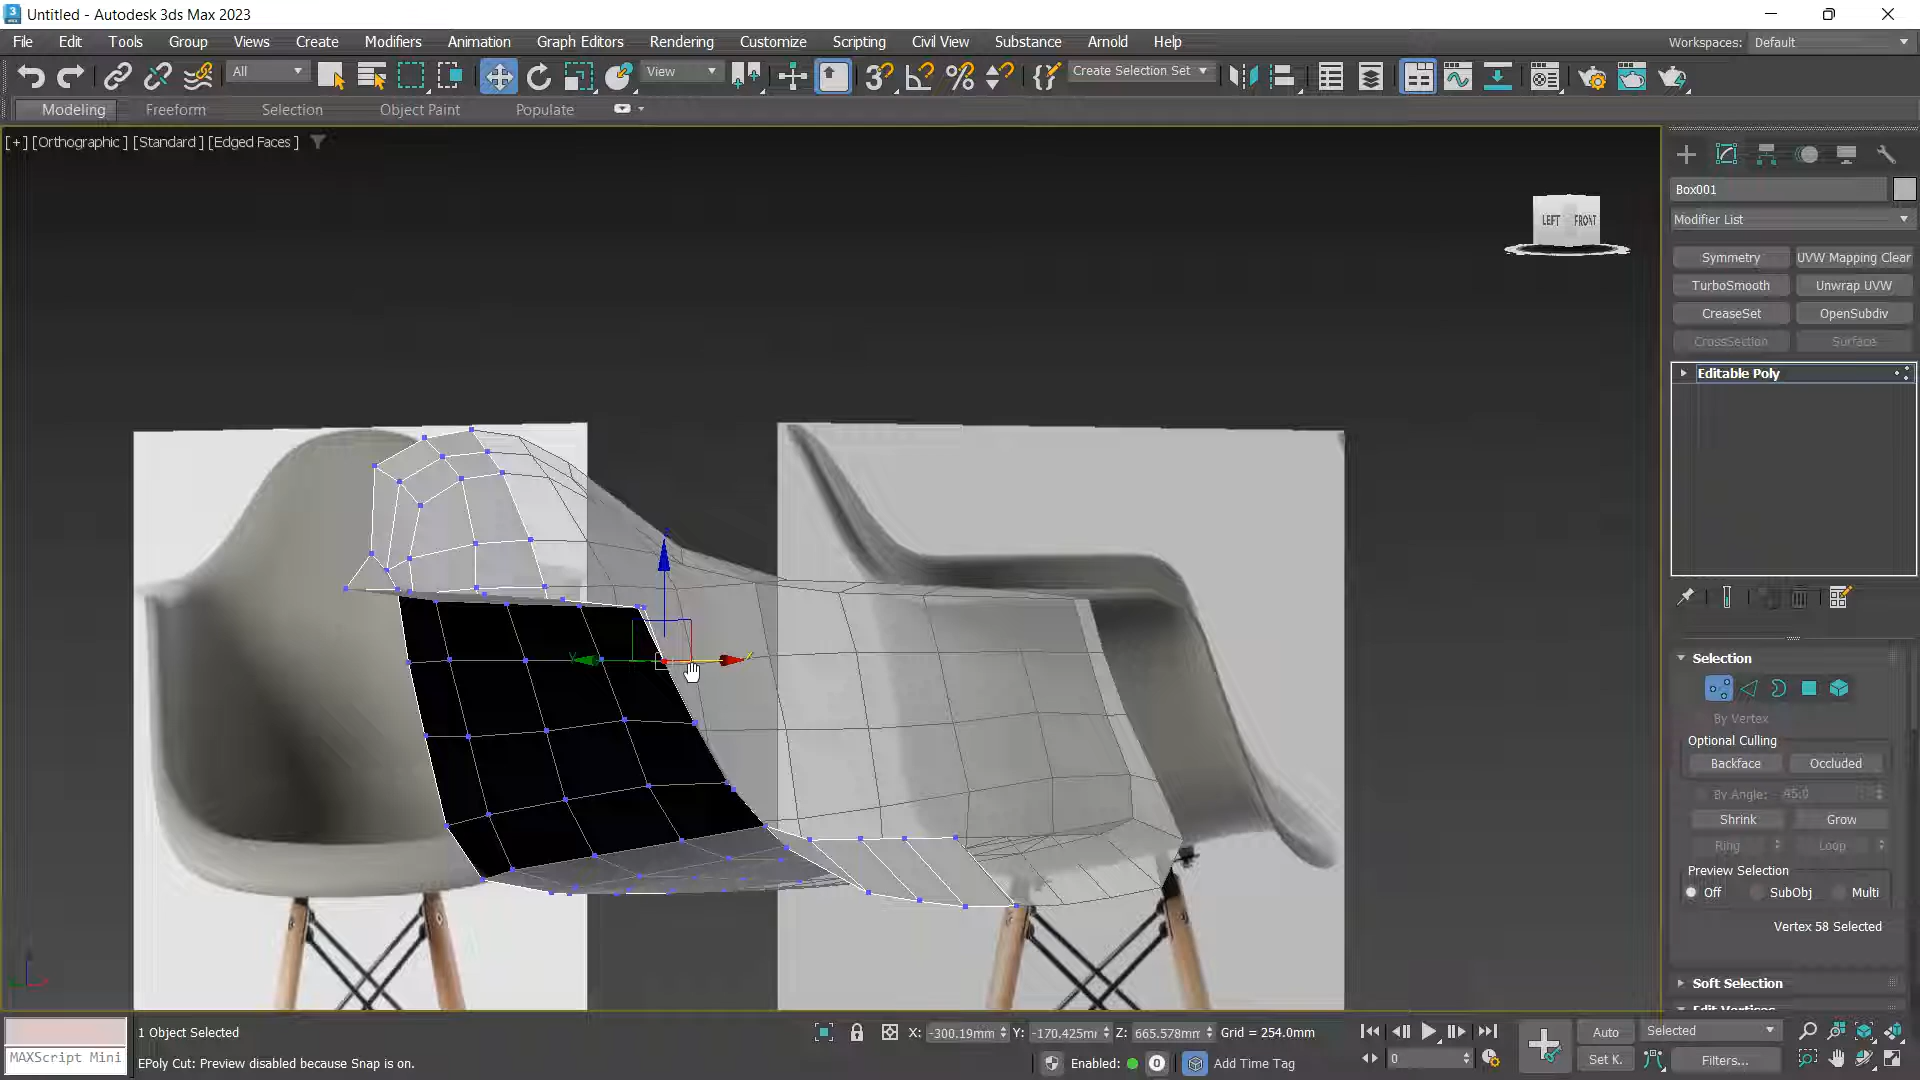 Untitled - Autodesk 3ds Max 2023
File Edit Tools Group Views Create Modifiers Animation Graph Editors Rendering Customize Scripting Civil View Substance Arnold Help
Workspaces: Default
All View Create Selection Set
Modeling Freeform Selection Object Paint Populate
[+] [Orthographic ] [Standard ] [Edged Faces ]
LEFT FRONT
Box001
Modifier List
Symmetry UVW Mapping Clear
TurboSmooth Unwrap UVW
CreaseSet OpenSubdiv
CrossSection Surface
Editable Poly
Selection
By Vertex
Optional Culling
Backface Occluded
By Angle: 45.0
Shrink Grow
Ring Loop
Preview Selection
Off SubObj Multi
Vertex 58 Selected
Soft Selection
Edit Vertices
x
y
1 Object Selected
X: -300.19mm Y: -170.425mr Z: 665.578mm Grid = 254.0mm
Auto Selected
MAXScript Mini
EPoly Cut: Preview disabled because Snap is on.
Enabled: 0 Add Time Tag
0
Set K. Filters...